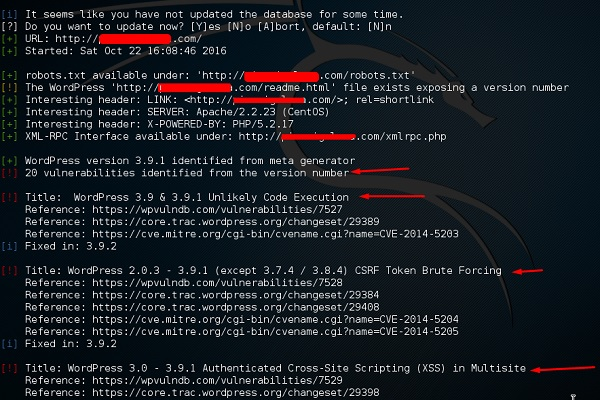 [i] It seems like you have not updated the database for some time.
[?] Do you want to update now? [Y]es [N]o [A]bort, default: [N]n
[+] URL: http://.com/
[+] Started: Sat Oct 22 16:08:46 2016
[+] robots.txt available under: 'http://.com/robots.txt'
[!] The WordPress 'http://.com/readme.html' file exists exposing a version number
[+] Interesting header: LINK: <http://.com/>; rel=shortlink
[+] Interesting header: SERVER: Apache/2.2.23 (CentOS)
[+] Interesting header: X-POWERED-BY: PHP/5.2.17
[+] XML-RPC Interface available under: http://.com/xmlrpc.php
[+] WordPress version 3.9.1 identified from meta generator
[!] 20 vulnerabilities identified from the version number
[!] Title: WordPress 3.9 & 3.9.1 Unlikely Code Execution
Reference: https://wpvulndb.com/vulnerabilities/7527
Reference: https://core.trac.wordpress.org/changeset/29389
Reference: https://cve.mitre.org/cgi-bin/cvename.cgi?name=CVE-2014-5203
[i] Fixed in: 3.9.2
[!] Title: WordPress 2.0.3 - 3.9.1 (except 3.7.4 / 3.8.4) CSRF Token Brute Forcing
Reference: https://wpvulndb.com/vulnerabilities/7528
Reference: https://core.trac.wordpress.org/changeset/29384
Reference: https://core.trac.wordpress.org/changeset/29408
Reference: https://cve.mitre.org/cgi-bin/cvename.cgi?name=CVE-2014-5204
Reference: https://cve.mitre.org/cgi-bin/cvename.cgi?name=CVE-2014-5205
[i] Fixed in: 3.9.2
[!] Title: WordPress 3.0 - 3.9.1 Authenticated Cross-Site Scripting (XSS) in Multisite
Reference: https://wpvulndb.com/vulnerabilities/7529
Reference: https://core.trac.wordpress.org/changeset/29398